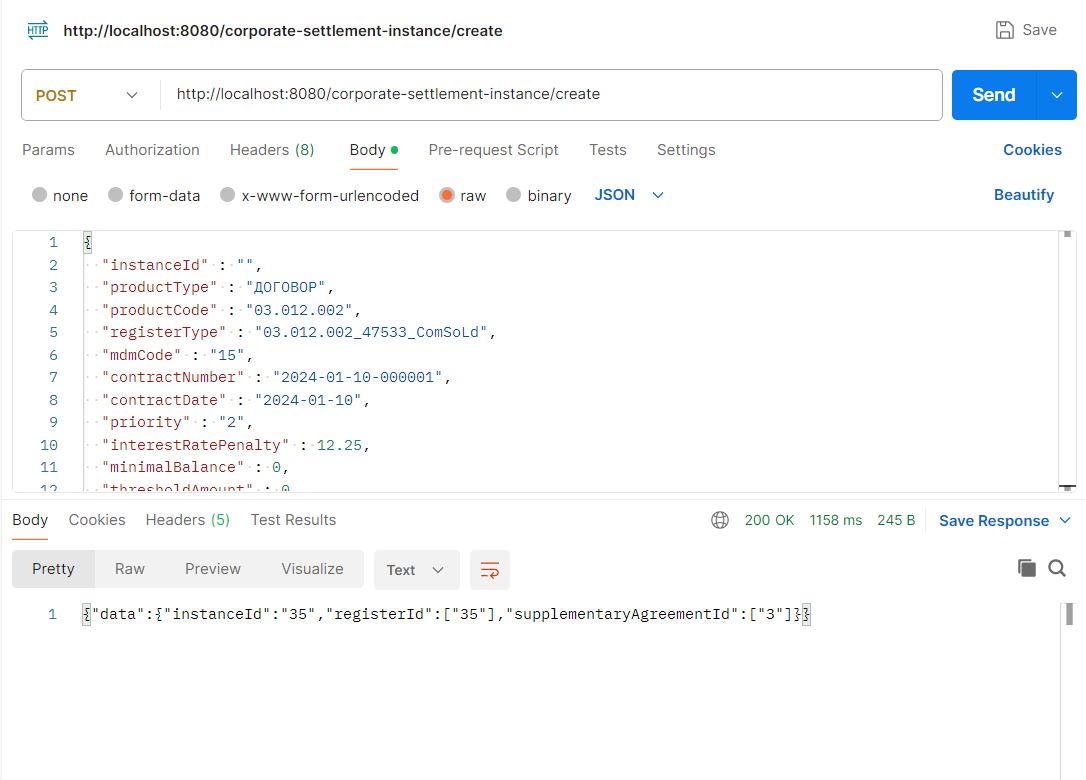 HTTP http://localhost:8080/corporate-settlement-instance/create Save
POST http://localhost:8080/corporate-settlement-instance/create Send
Params Authorization Headers (8) Body Pre-request Script Tests Settings Cookies
none form-data x-www-form-urlencoded raw binary JSON Beautify
1 {
2 "instanceId" : "",
3 "productType" : "ДОГОВОР",
4 "productCode" : "03.012.002",
5 "registerType" : "03.012.002_47533_ComSoLd",
6 "mdmCode" : "15",
7 "contractNumber" : "2024-01-10-000001",
8 "contractDate" : "2024-01-10",
9 "priority" : "2",
10 "interestRatePenalty" : 12.25,
11 "minimalBalance" : 0,
12 "thresholdAmount" : 0
Body Cookies Headers (5) Test Results 200 OK 1158 ms 245 B Save Response
Pretty Raw Preview Visualize Text
1 {"data":{"instanceId":"35","registerId":["35"],"supplementaryAgreementId":["3"]}}